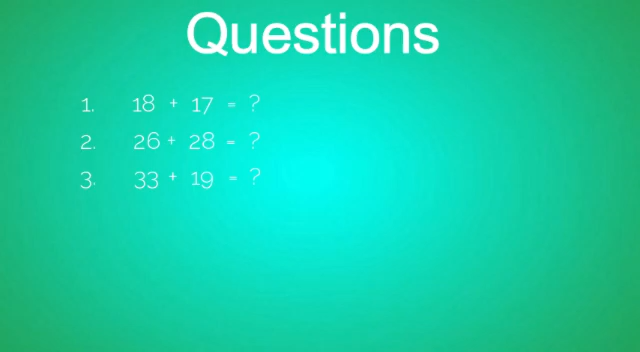 Questions
1. 18 + 17 = ?
2. 26 + 28 = ?
3. 33 + 19 = ?